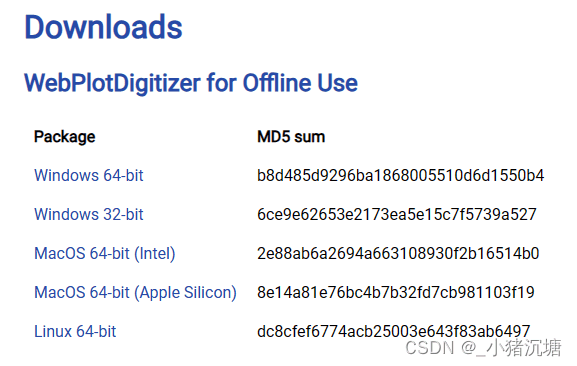 Downloads
WebPlotDigitizer for Offline Use
Package MD5 sum
Windows 64-bit b8d485d9296ba1868005510d6d1550b4
Windows 32-bit 6ce9e62653e2173ea5e15c7f5739a527
MacOS 64-bit (Intel) 2e88ab6a2694a663108930f2b16514b0
MacOS 64-bit (Apple Silicon) 8e14a81e76bc4b7b32fd7cb981103f19
Linux 64-bit dc8cfef6774acb25003e643f83ab6497
CSDN @_小猪沉塘